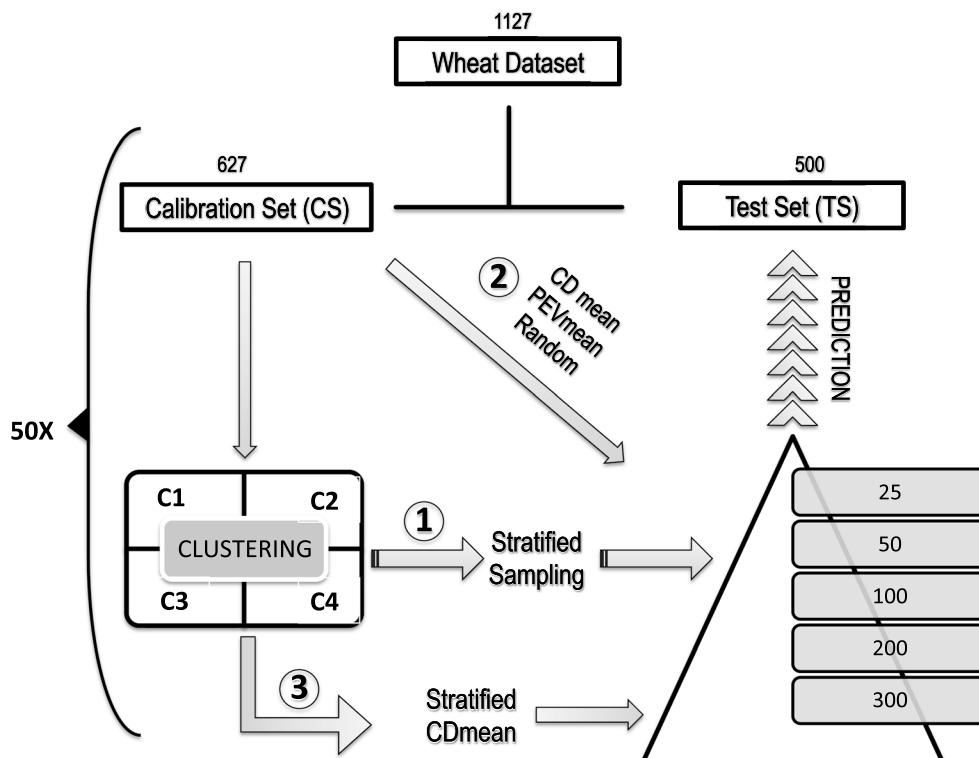 1127
Wheat Dataset
627
Calibration Set (CS)
500
Test Set (TS)
2
CD mean
PEVmean
Random
PREDICTION
50X
C1
C2
CLUSTERING
C3
C4
1
Stratified
Sampling
25
50
100
200
300
3
Stratified
CDmean